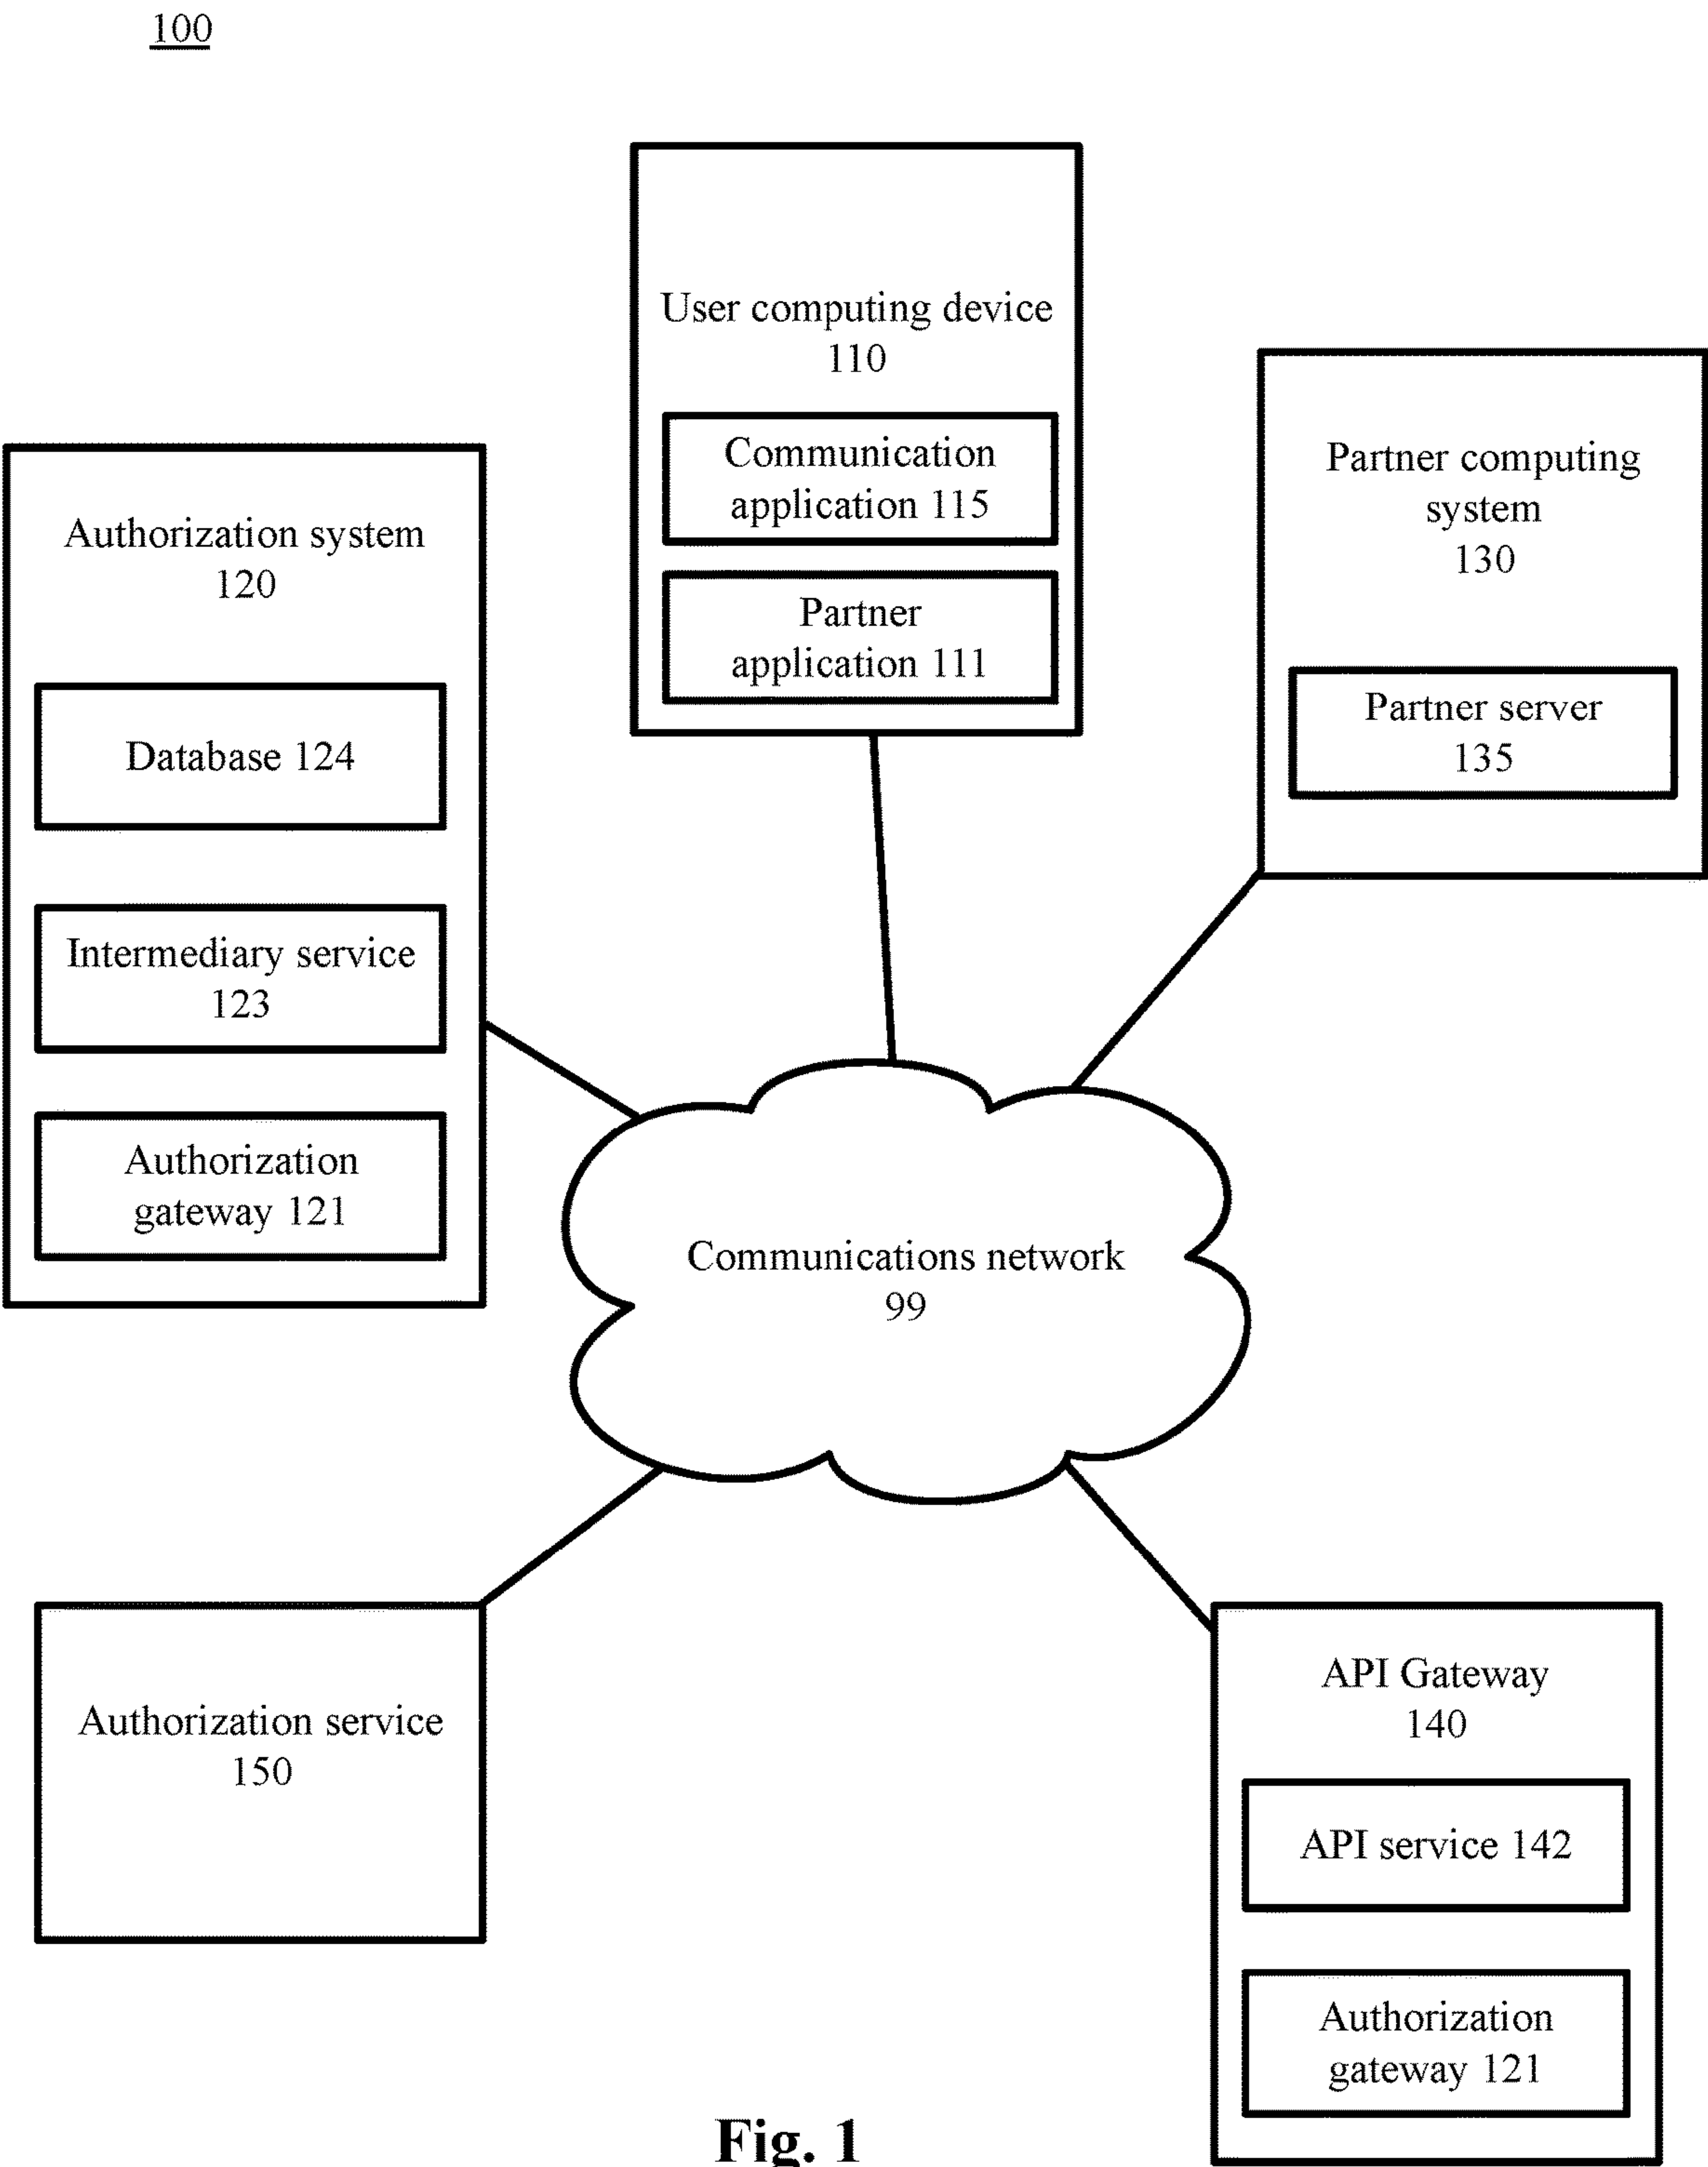 100
User computing device
110
Communication
application 115
Partner
application 111
Partner computing
system
130
Partner server
135
Authorization system
120
Database 124
Intermediary service
123
Authorization
gateway 121
Communications network
99
Authorization service
150
API Gateway
140
API service 142
Authorization
gateway 121
Fig. 1